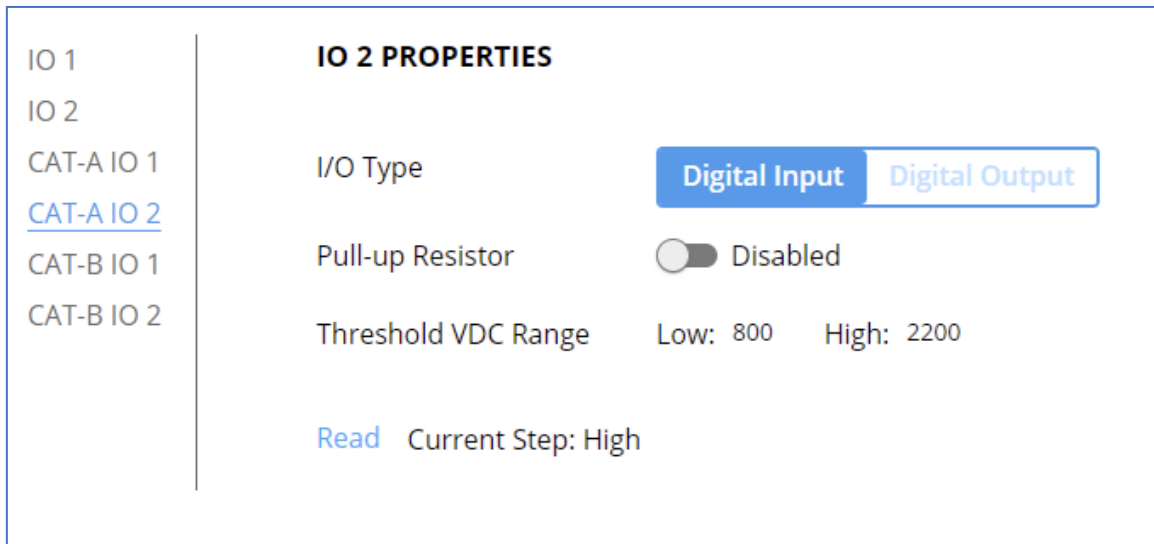 IO 1
IO 2
CAT-A IO 1
CAT-A IO 2
CAT-B IO 1
CAT-B IO 2
IO 2 PROPERTIES
I/O Type Digital Input Digital Output
Pull-up Resistor Disabled
Threshold VDC Range Low: 800 High: 2200
Read Current Step: High